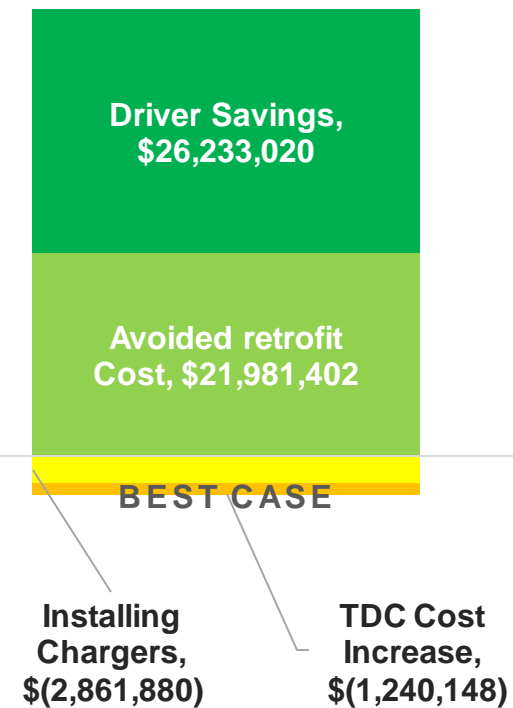 Driver Savings,
$26,233,020
Avoided retrofit
Cost, $21,981,402
BEST CASE
Installing
Chargers,
$(2,861,880)
TDC Cost
Increase,
$(1,240,148)